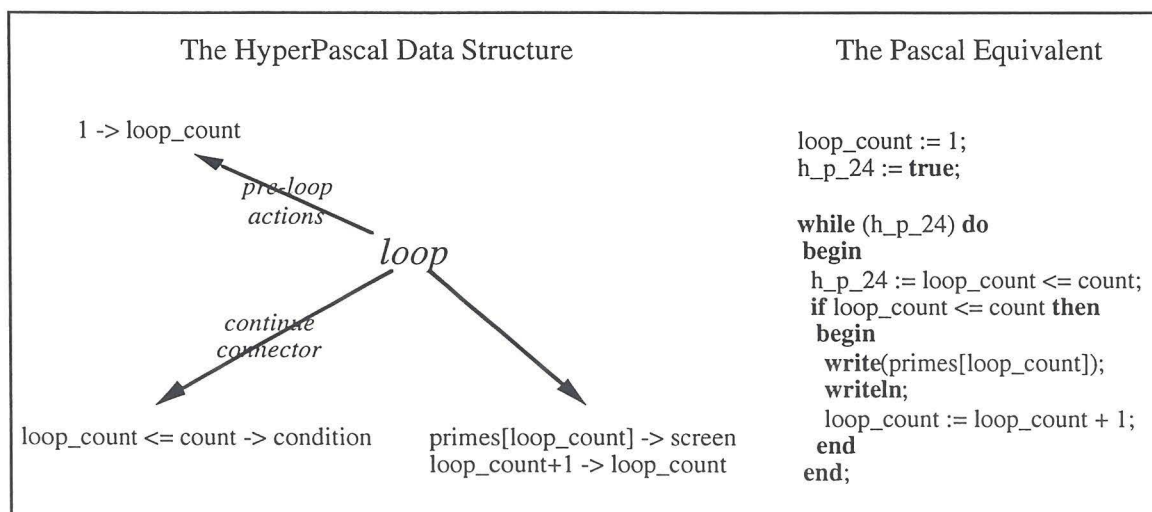 The HyperPascal Data Structure
1 -> loop_count
pre-loop
actions
loop
continue
connector
loop_count <= count -> condition
primes[loop_count] -> screen
loop_count+1 -> loop_count
The Pascal Equivalent
loop_count := 1;
h_p_24 := true;
while (h_p_24) do
begin
h_p_24 := loop_count <= count;
if loop_count <= count then
begin
write(primes[loop_count]);
writeln;
loop_count := loop_count + 1;
end
end;